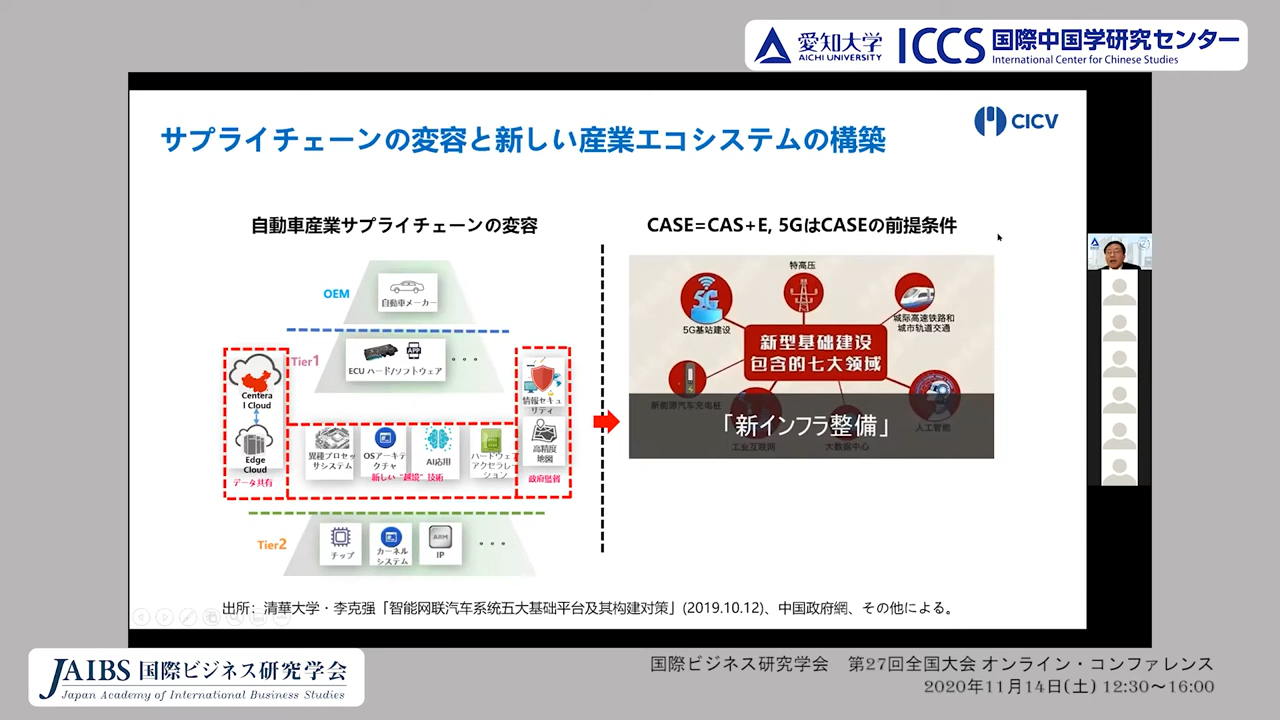 愛知大学
AICHI UNIVERSITY
ICCS 国際中国学研究センター
International Center for Chinese Studies
サプライチェーンの変容と新しい産業エコシステムの構築
CICV
自動車産業サプライチェーンの変容
CASE=CAS+E, 5GはCASEの前提条件
OEM
自動車メーカー
Tier1
APP
ECU ハード/ソフトウェア
・・・
Centera
l Cloud
Edge
Cloud
データ共有
異種プロセッ
サシステム
OSアーキテ
クチャ
AI応用
ハードウェ
アクセラレー
ション
新しい"越境"技術
情報セキュ
リティ
高精度
地図
政府監督
Tier2
チップ
カーネル
システム
ARM
IP
・・・
特高压
5G
5G基站建设
城际高速铁路和
城市轨道交通
新型基础建设
包含的七大领域
新能源汽车充电桩
人工智能
「新インフラ整備」
工业互联网
大数据中心
出所：清華大学・李克强「智能网联汽车系统五大基础平台及其构建对策」(2019.10.12)、中国政府網、その他による。
JAIBS 国際ビジネス研究学会
Japan Academy of International Business Studies
国際ビジネス研究学会　第27回全国大会 オンライン・コンファレンス
2020年11月14日(土) 12:30～16:00